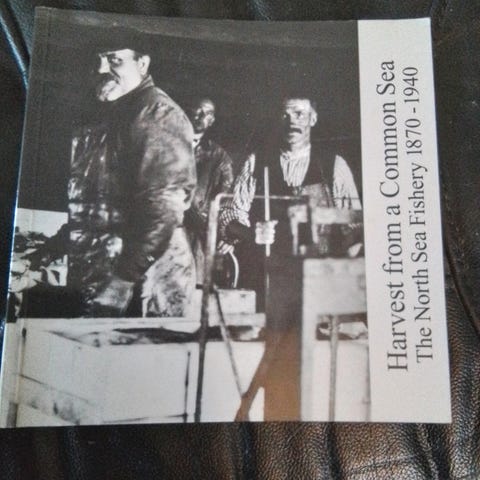 Harvest from a Common Sea
The North Sea Fishery 1870 -1940